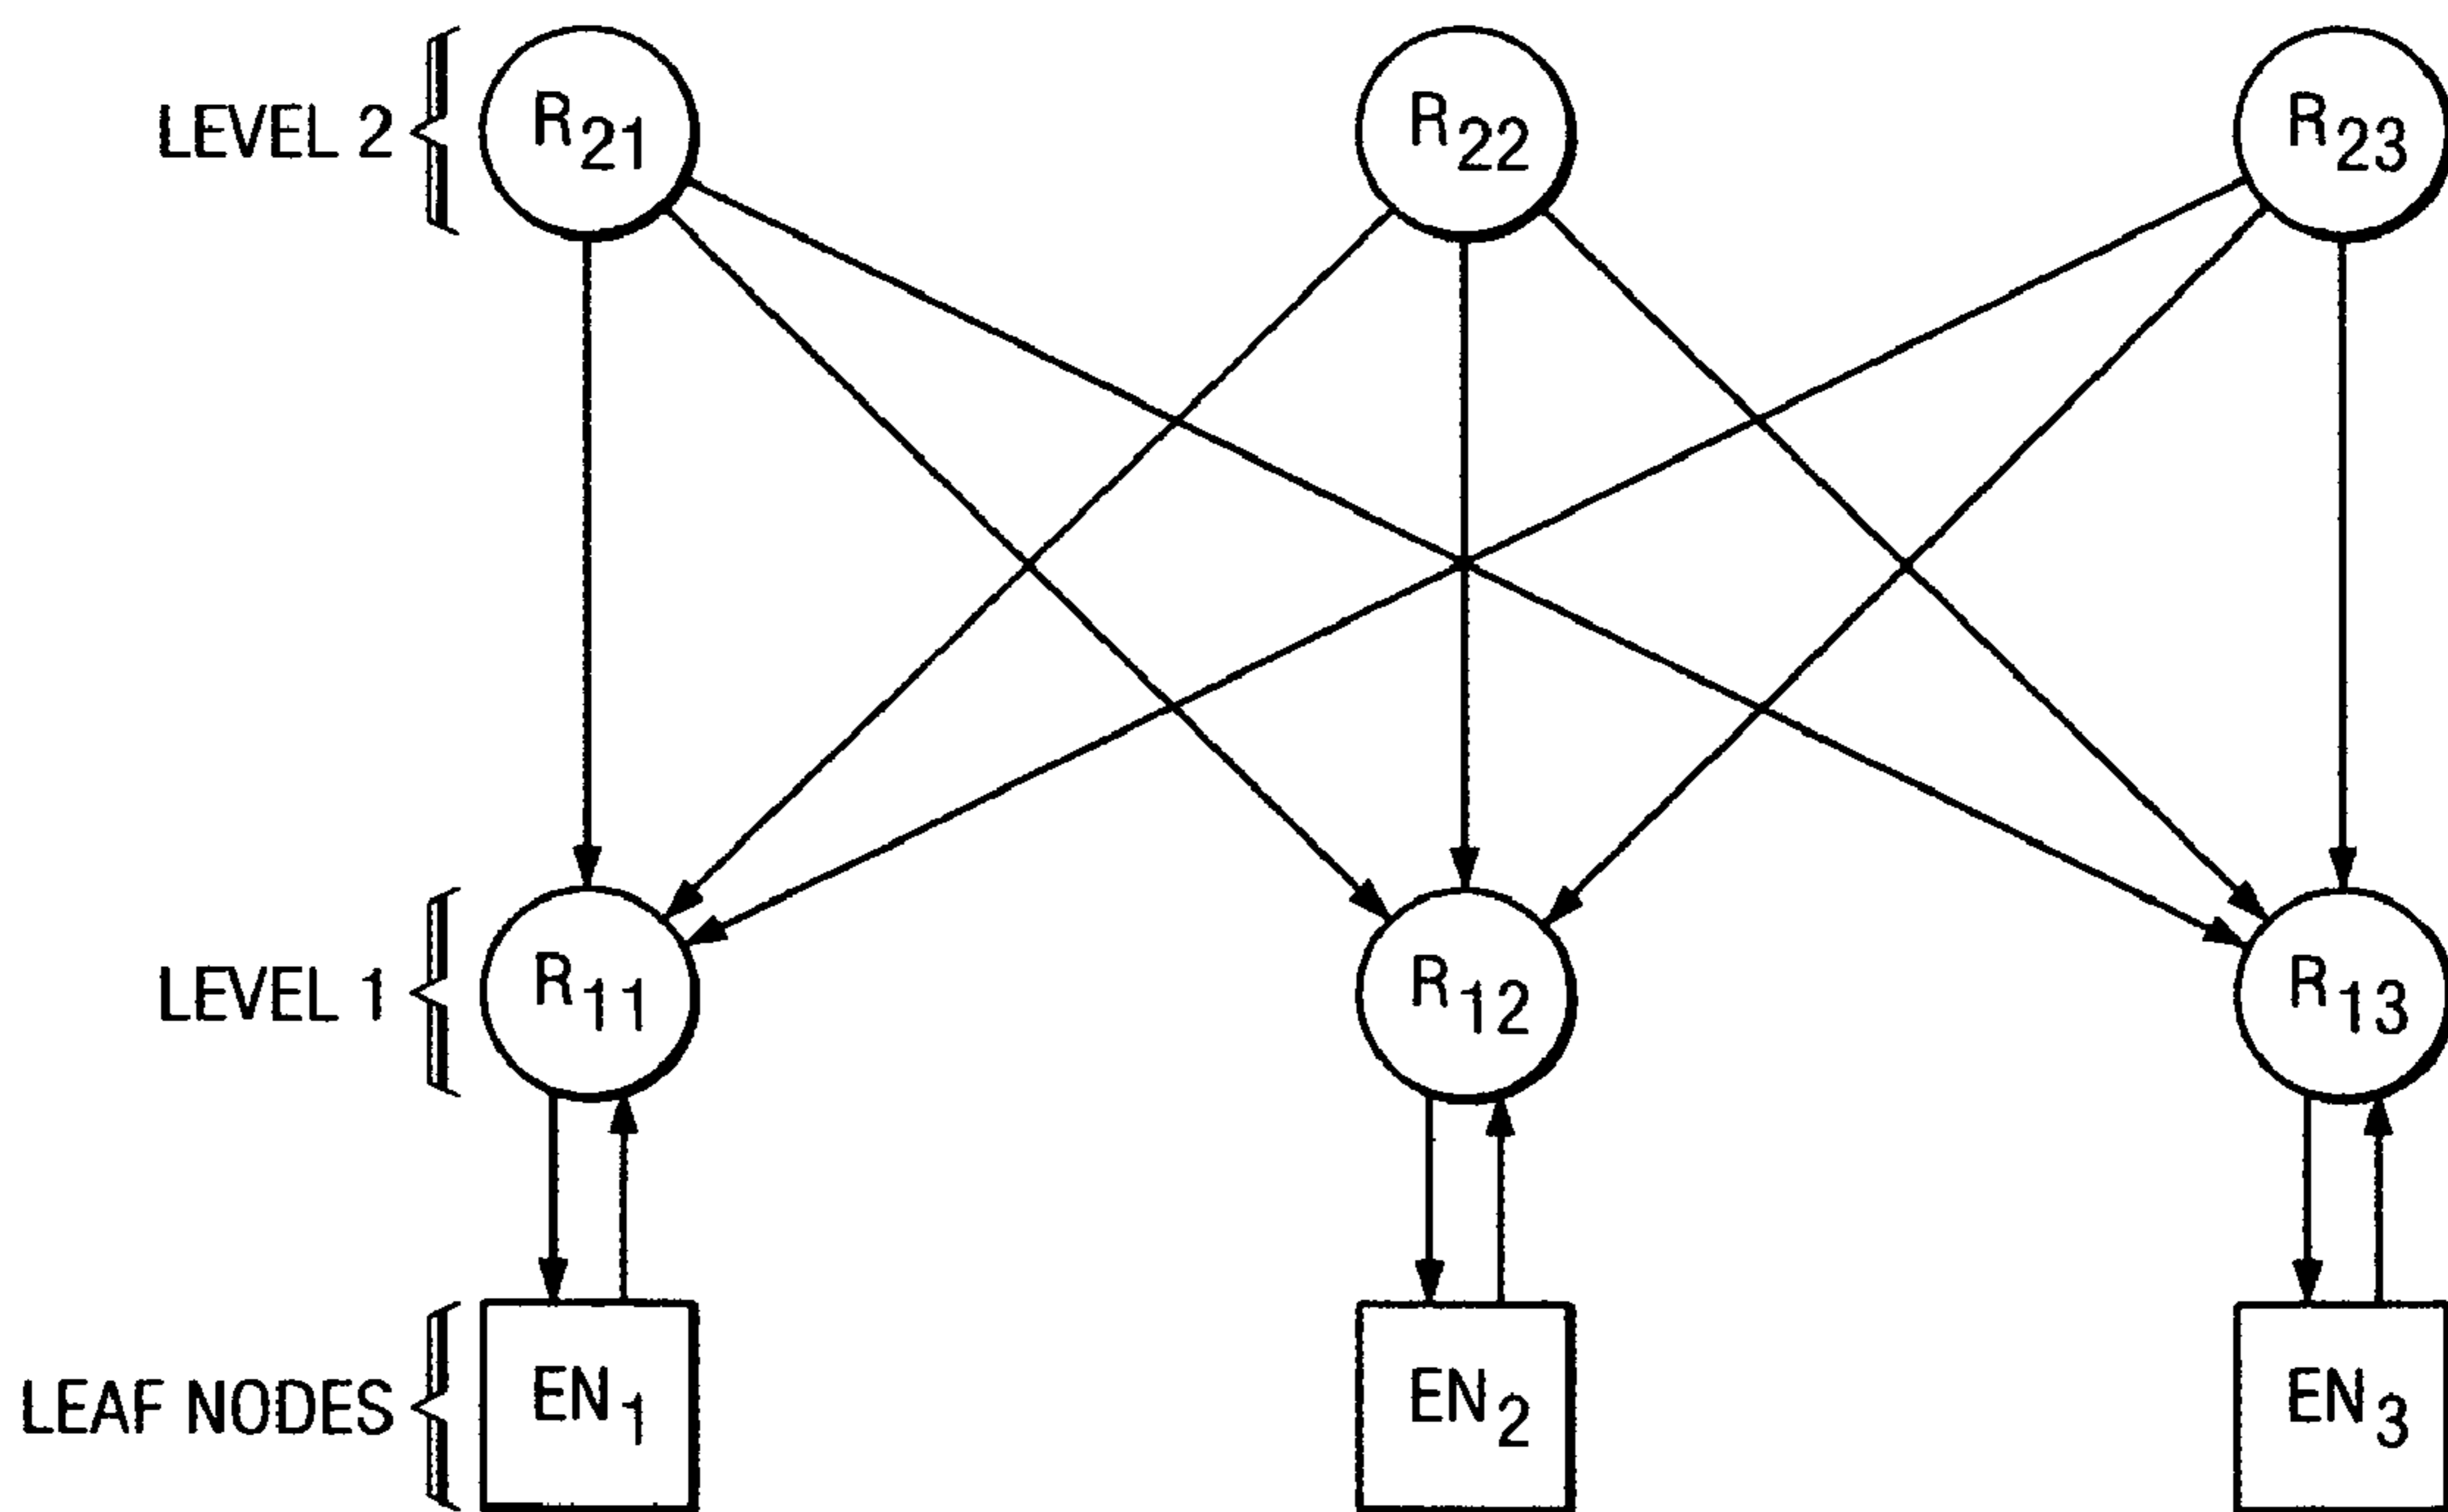 LEVEL 2
R21
R22
R23
LEVEL 1
R11
R12
R13
LEAF NODES
EN1
EN2
EN3